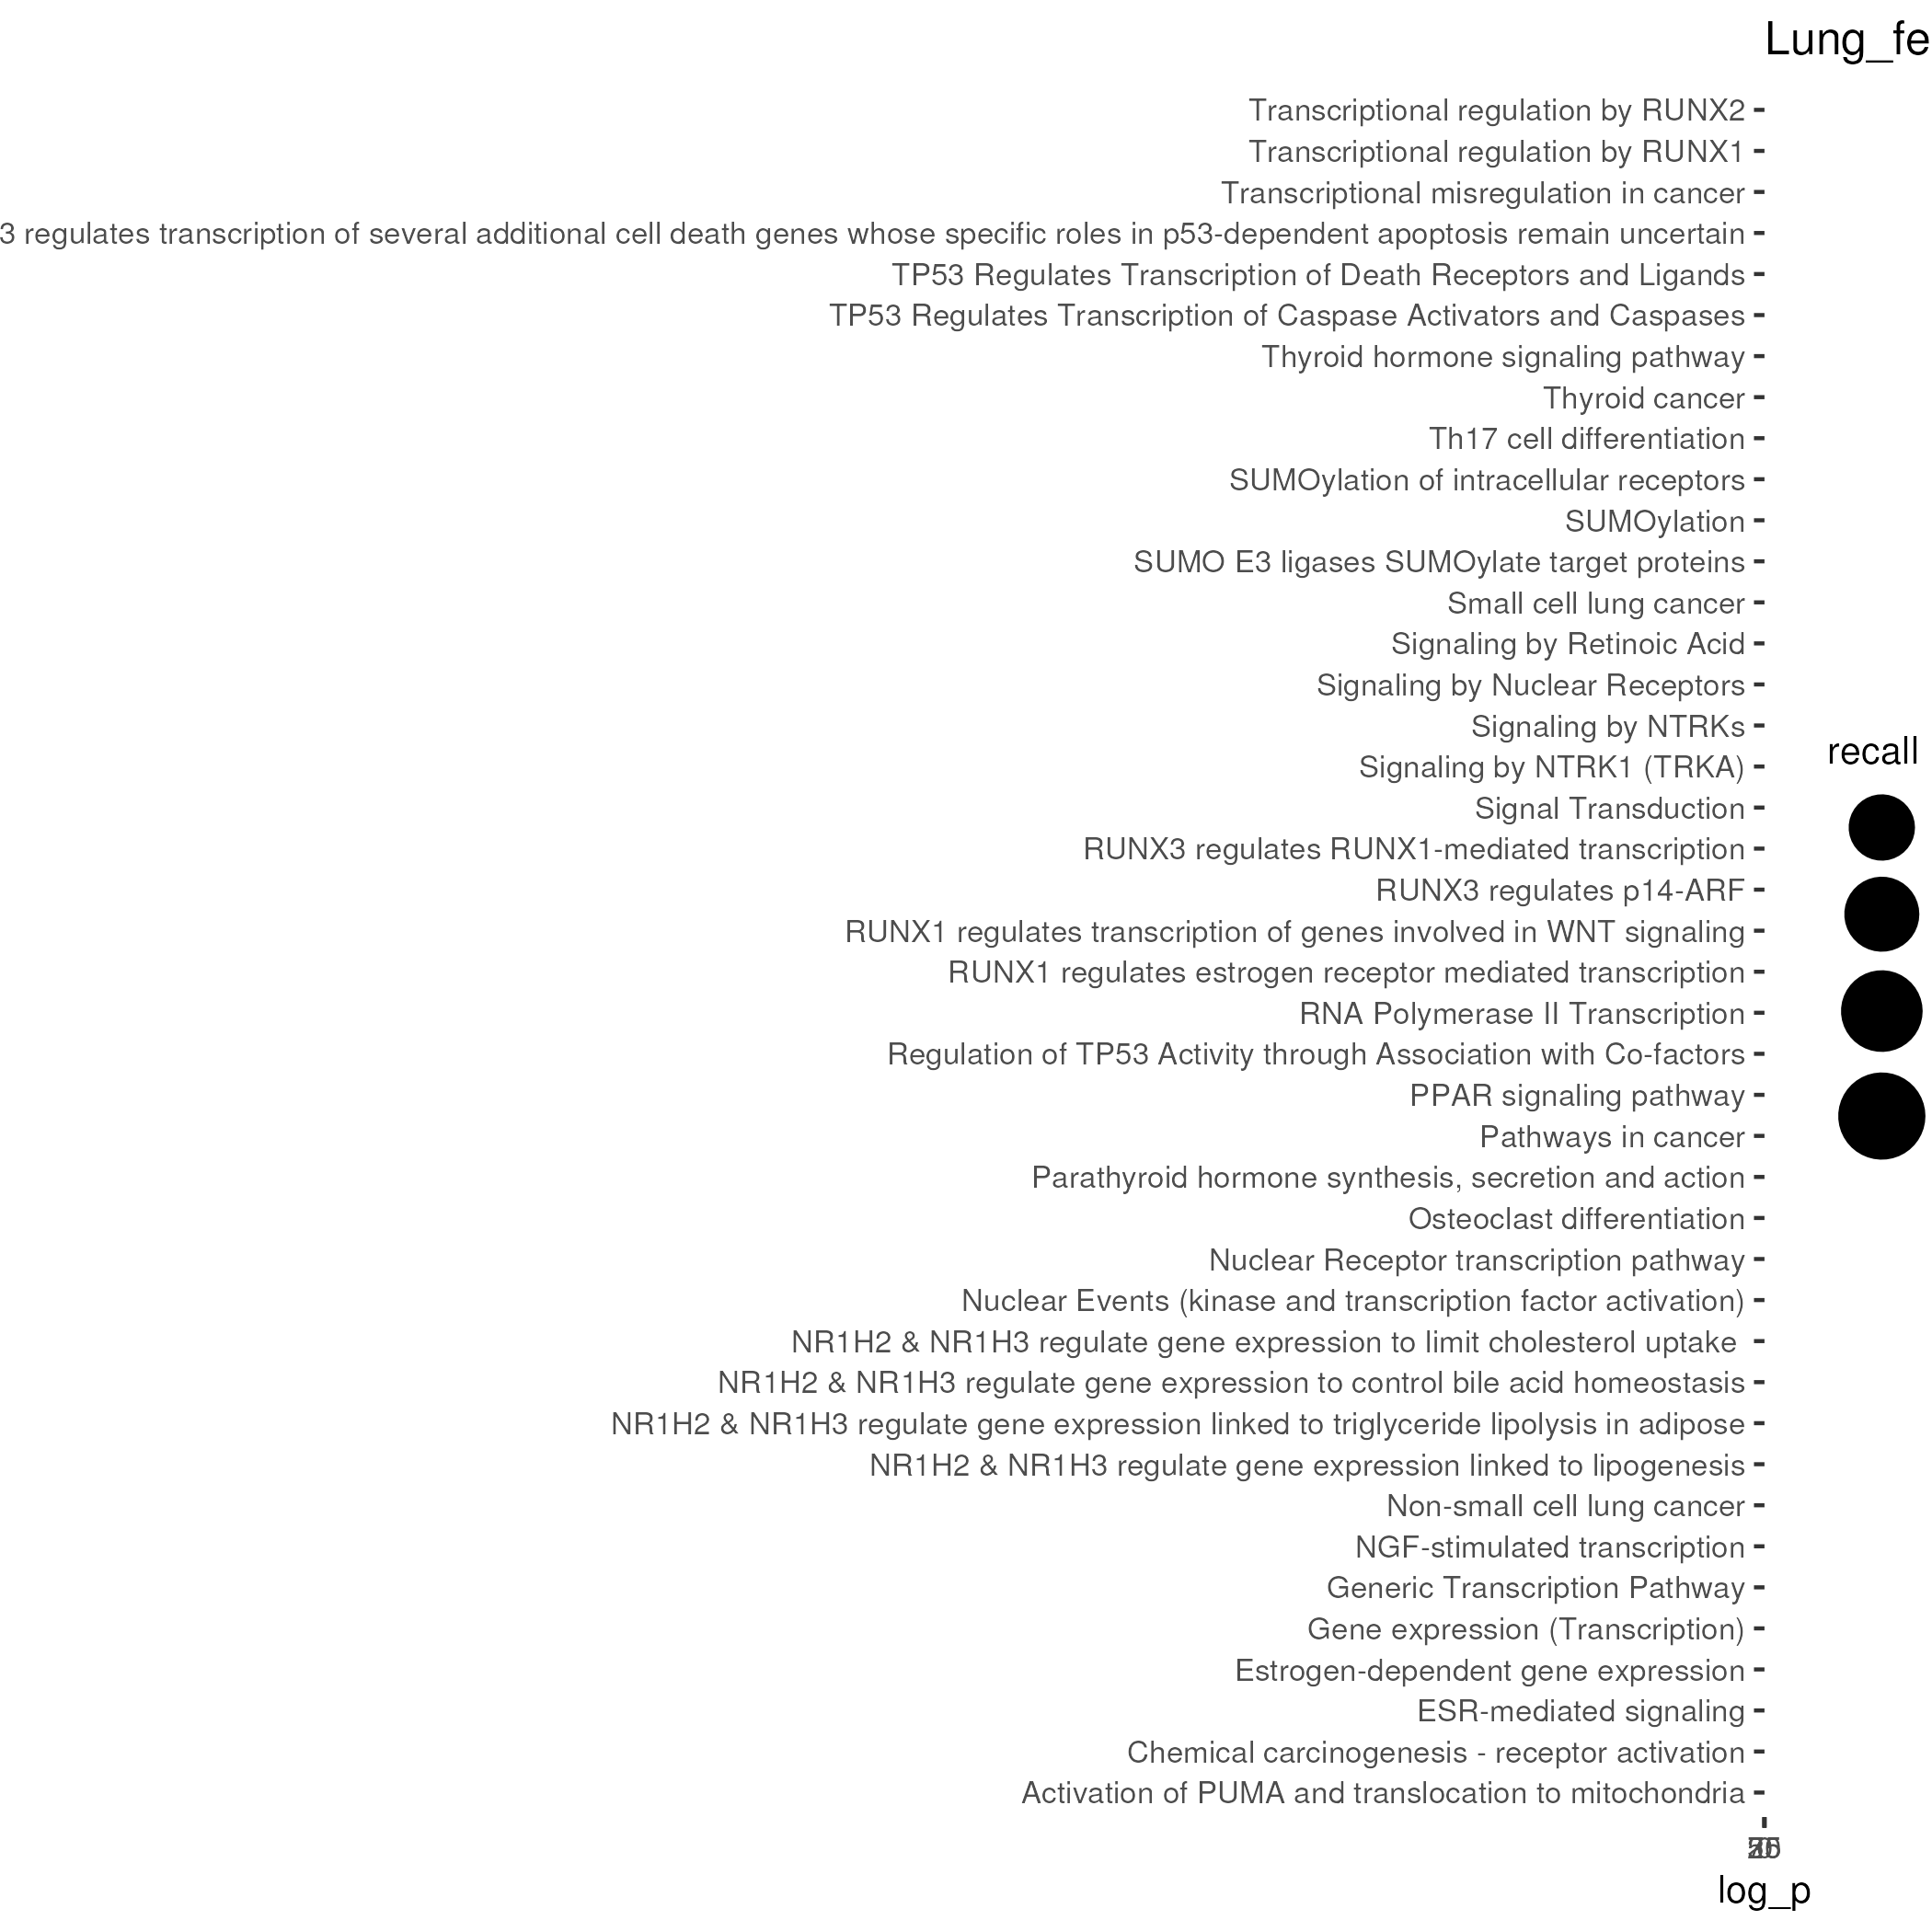 Lung_fe
Transcriptional regulation by RUNX2
Transcriptional regulation by RUNX1
Transcriptional misregulation in cancer
3 regulates transcription of several additional cell death genes whose specific roles in p53-dependent apoptosis remain uncertain
TP53 Regulates Transcription of Death Receptors and Ligands
TP53 Regulates Transcription of Caspase Activators and Caspases
Thyroid hormone signaling pathway
Thyroid cancer
Th17 cell differentiation
SUMOylation of intracellular receptors
SUMOylation
SUMO E3 ligases SUMOylate target proteins
Small cell lung cancer
Signaling by Retinoic Acid
Signaling by Nuclear Receptors
Signaling by NTRKs
recall
Signaling by NTRK1 (TRKA)
Signal Transduction
RUNX3 regulates RUNX1-mediated transcription
RUNX3 regulates p14-ARF
RUNX1 regulates transcription of genes involved in WNT signaling
RUNX1 regulates estrogen receptor mediated transcription
RNA Polymerase II Transcription
Regulation of TP53 Activity through Association with Co-factors
PPAR signaling pathway
Pathways in cancer
Parathyroid hormone synthesis, secretion and action
Osteoclast differentiation
Nuclear Receptor transcription pathway
Nuclear Events (kinase and transcription factor activation)
NR1H2 & NR1H3 regulate gene expression to limit cholesterol uptake
NR1H2 & NR1H3 regulate gene expression to control bile acid homeostasis
NR1H2 & NR1H3 regulate gene expression linked to triglyceride lipolysis in adipose
NR1H2 & NR1H3 regulate gene expression linked to lipogenesis
Non-small cell lung cancer
NGF-stimulated transcription
Generic Transcription Pathway
Gene expression (Transcription)
Estrogen-dependent gene expression
ESR-mediated signaling
Chemical carcinogenesis - receptor activation
Activation of PUMA and translocation to mitochondria
log_p